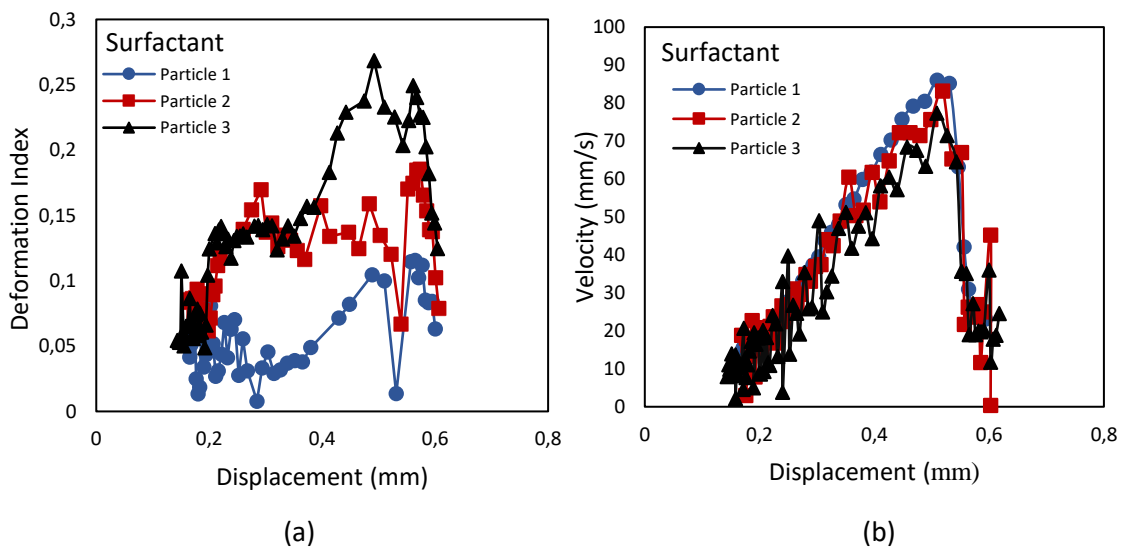 0,3
0,25
0,2
0,15
0,1
0,05
0
Deformation Index
Surfactant
Particle 1
Particle 2
Particle 3
0
0,2
0,4
0,6
0,8
Displacement (mm)
(a)
100
90
80
70
60
50
40
30
20
10
0
Velocity (mm/s)
Surfactant
Particle 1
Particle 2
Particle 3
0
0,2
0,4
0,6
0,8
Displacement (mm)
(b)